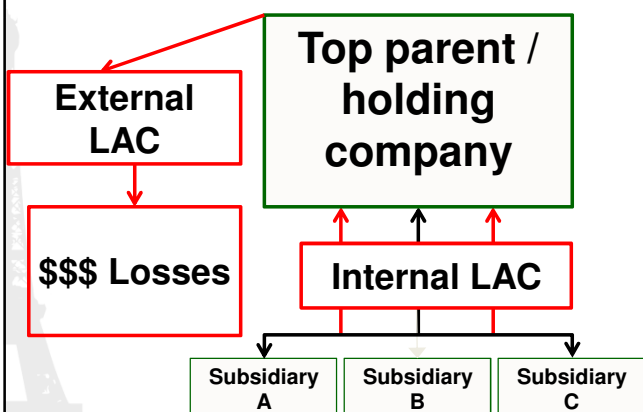 Top parent /
holding
company
External
LAC
$$$ Losses
Internal LAC
Subsidiary
A
Subsidiary
B
Subsidiary
C